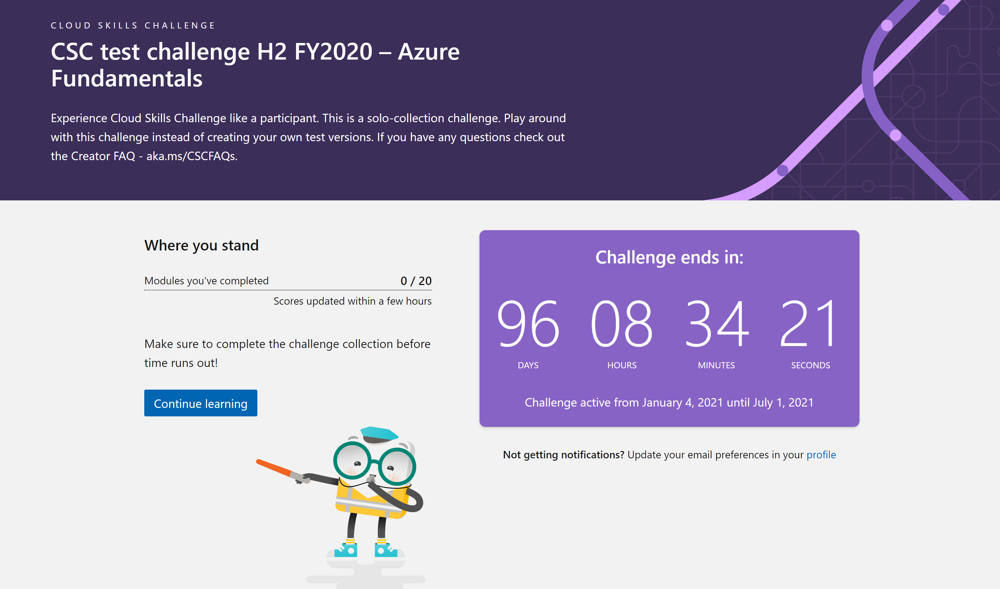 CLOUD SKILLS CHALLENGE
CSC test challenge H2 FY2020 – Azure
Fundamentals
Experience Cloud Skills Challenge like a participant. This is a solo-collection challenge. Play around
with this challenge instead of creating your own test versions. If you have any questions check out
the Creator FAQ - aka.ms/CSCFAQs.
Where you stand
Modules you've completed 0 / 20
Scores updated within a few hours
Make sure to complete the challenge collection before
time runs out!
Continue learning
Challenge ends in:
96 08 34 21
DAYS HOURS MINUTES SECONDS
Challenge active from January 4, 2021 until July 1, 2021
Not getting notifications? Update your email preferences in your profile